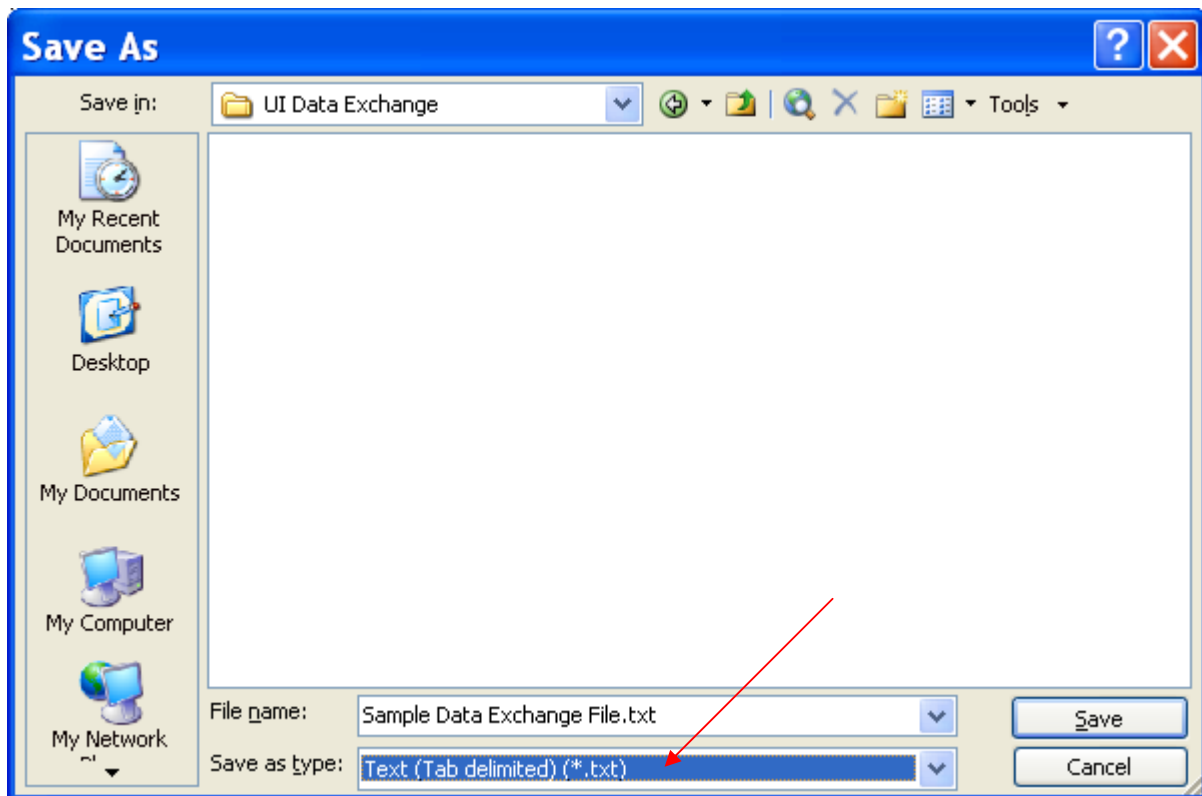 Save As
Save in:
UI Data Exchange
Tools
My Recent
Documents
Desktop
My Documents
My Computer
My Network
File name:
Sample Data Exchange File.txt
Save
Save as type:
Text (Tab delimited) (*.txt)
Cancel